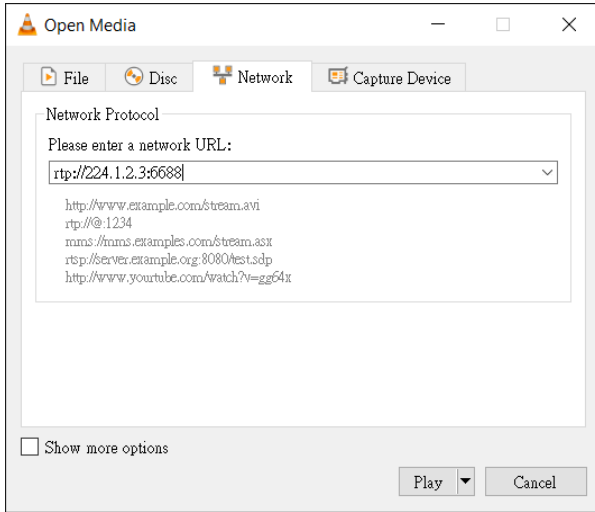 Open Media
File Disc Network Capture Device
Network Protocol
Please enter a network URL:
rtp://224.1.2.3:6688
http://www.example.com/stream.avi
rtp://@:1234
mms://mms.examples.com/stream.asx
rtsp://server.example.org:8080/test.sdp
http://www.yourtube.com/watch?v=gg64x
Show more options
Play Cancel